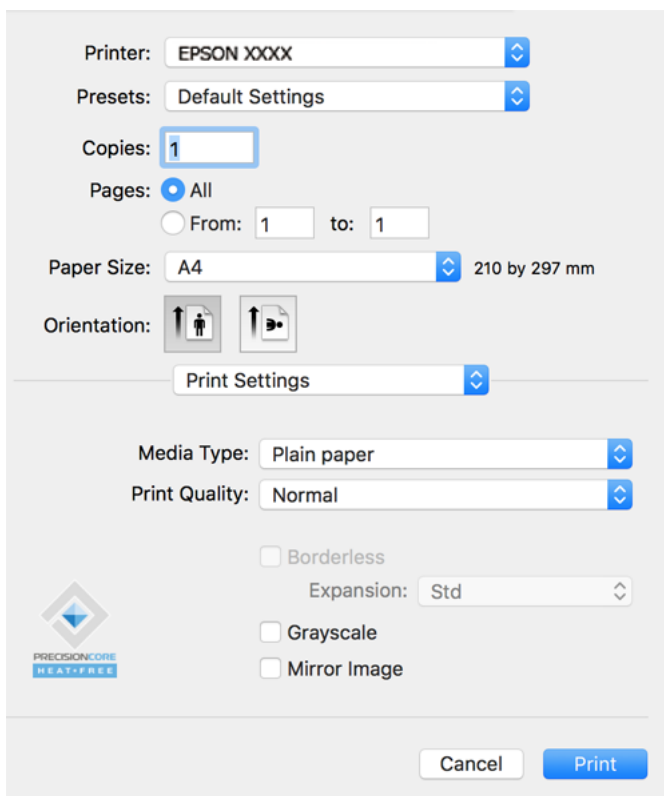 Printer: EPSON XXXX
Presets: Default Settings
Copies: 1
Pages: All
From: 1 to: 1
Paper Size: A4 210 by 297 mm
Orientation:
Print Settings
Media Type: Plain paper
Print Quality: Normal
Borderless
Expansion: Std
Grayscale
Mirror Image
PRECISIONCORE
HEAT-FREE
Cancel Print